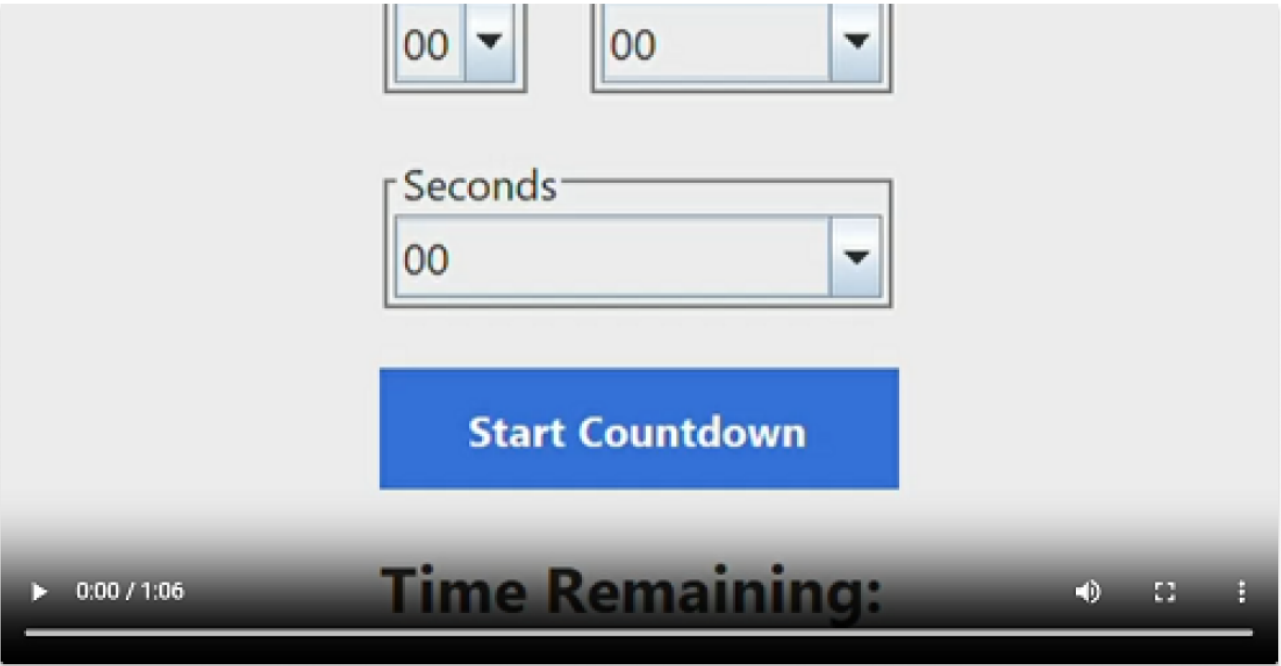 00 00
Seconds
00
Start Countdown
Time Remaining:
0:00 / 1:06